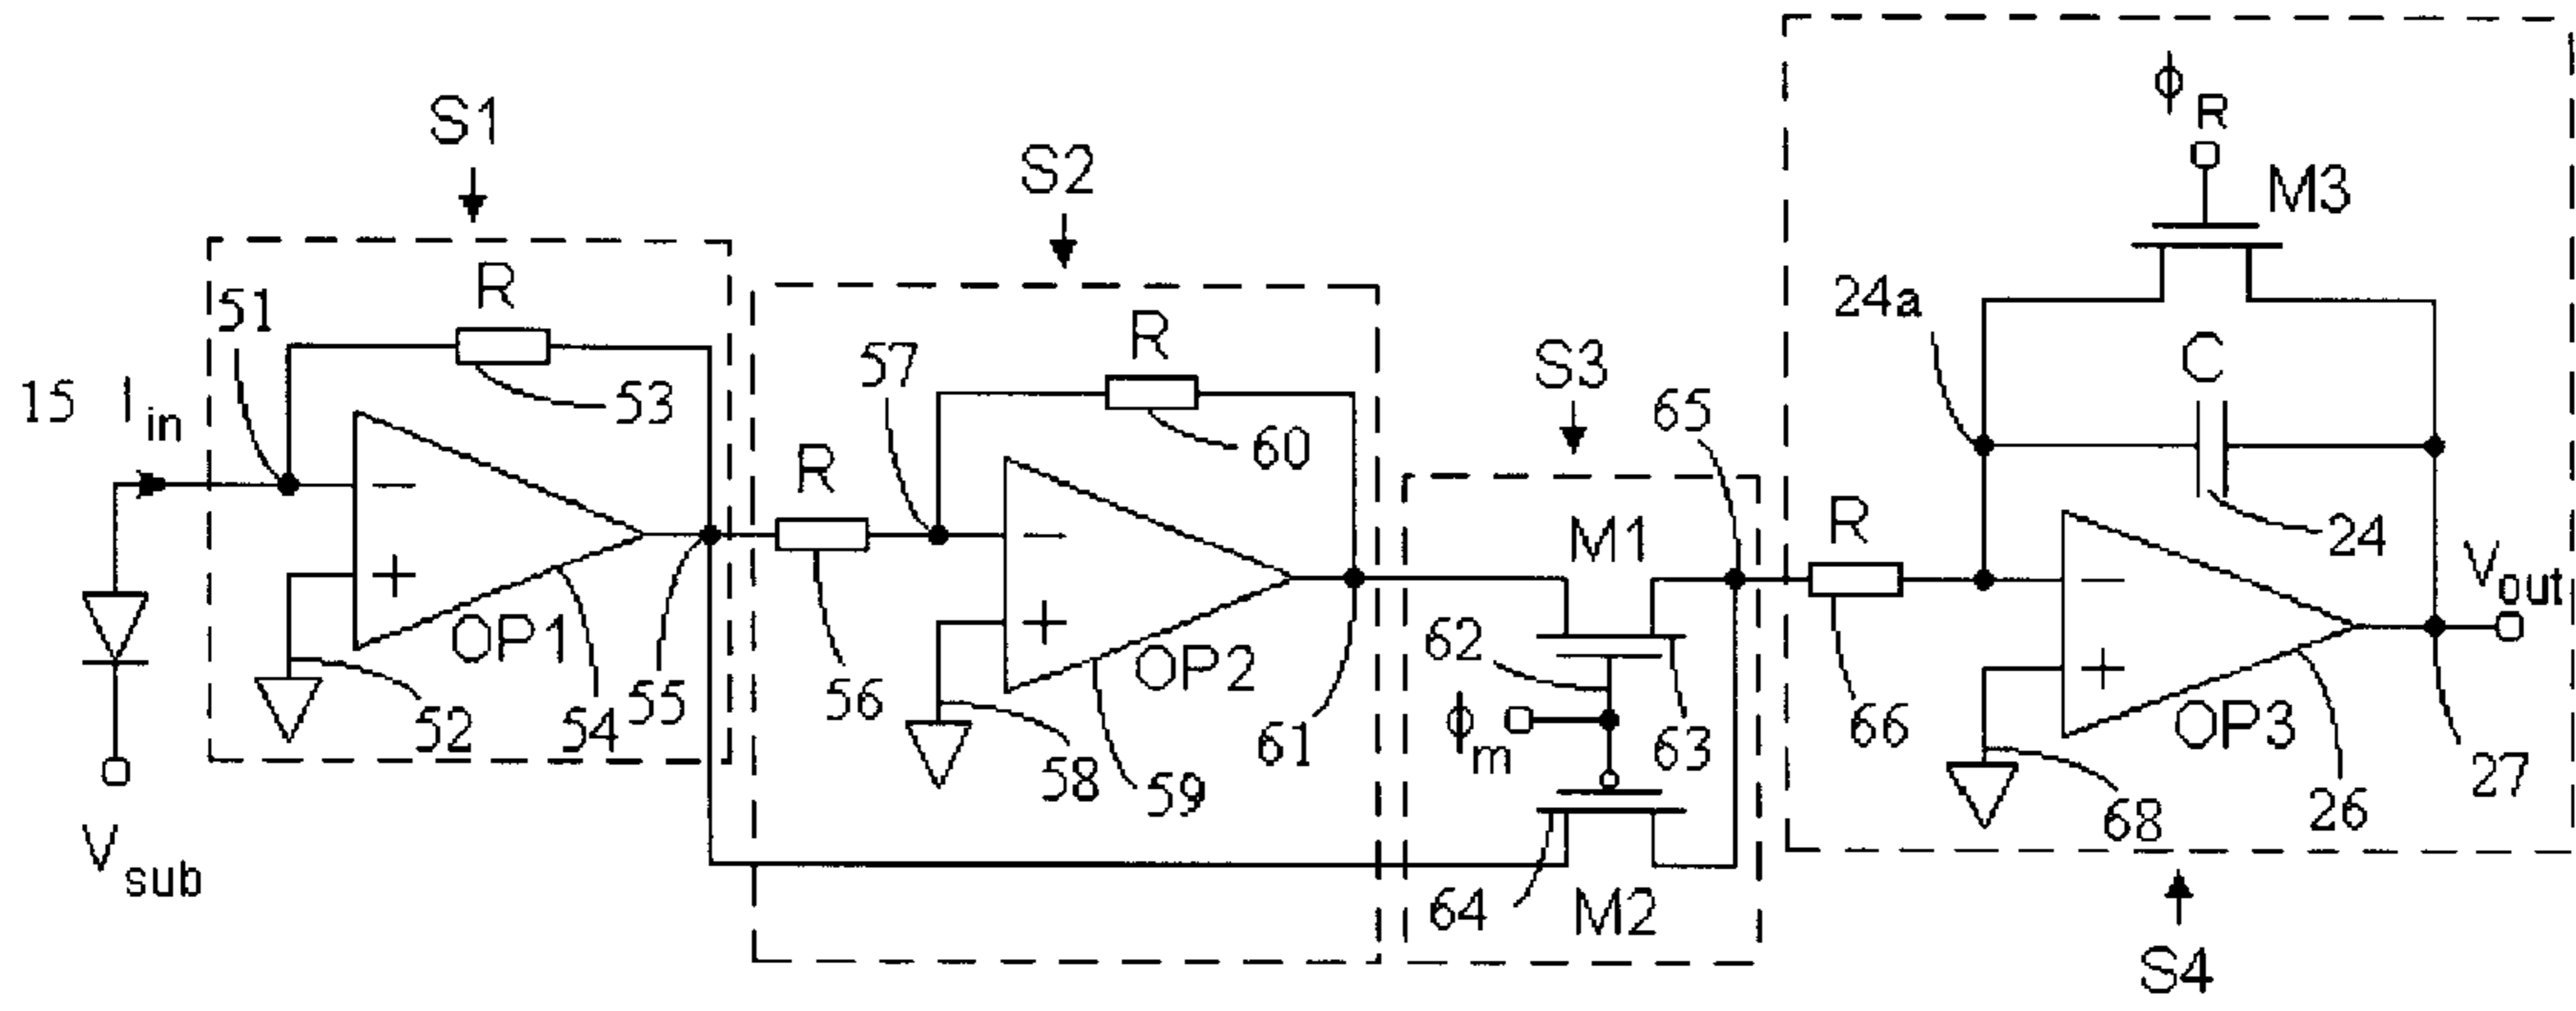 S1
S2
S3
S4
ϕR
M3
R
51
53
15 Iin
−
+
OP1
52
54
55
Vsub
R
56
57
R
60
−
+
OP2
58
59
61
65
M1
62
ϕm
63
64
M2
24a
C
24
R
66
−
+
OP3
68
26
27
Vout